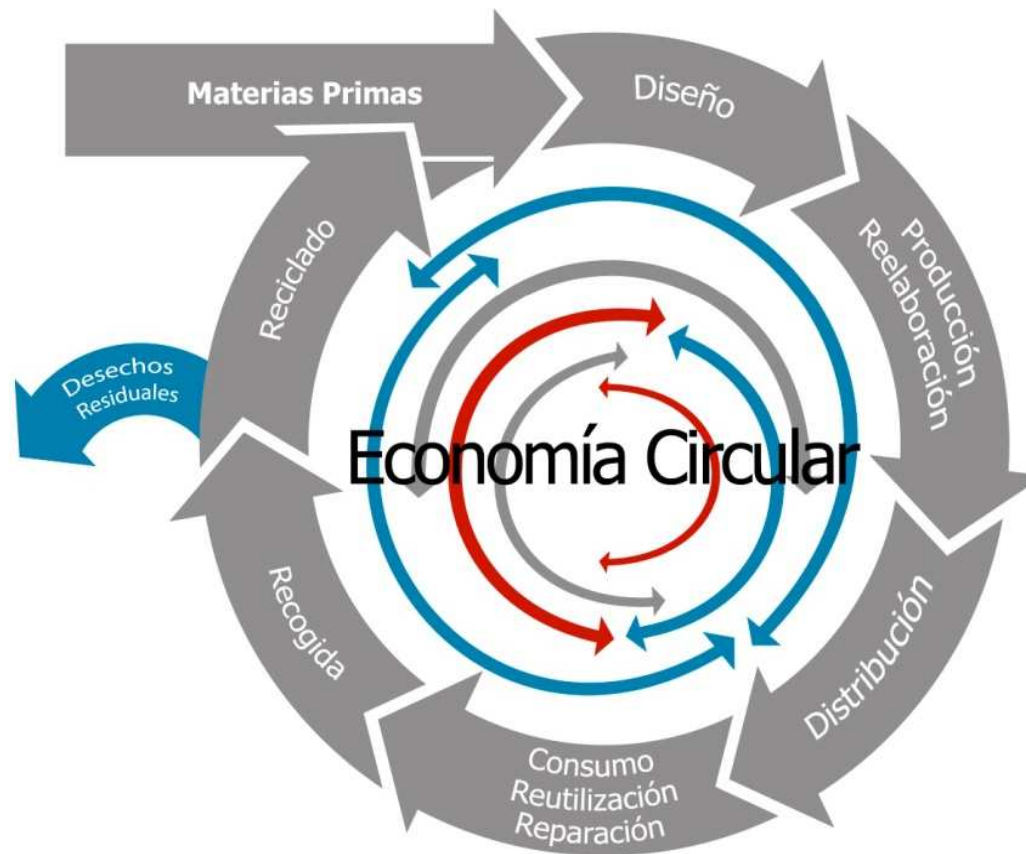 Materias Primas
Diseño
Producción
Reelaboración
Distribución
Consumo
Reutilización
Reparación
Recogida
Reciclado
Desechos
Residuales
Economía Circular